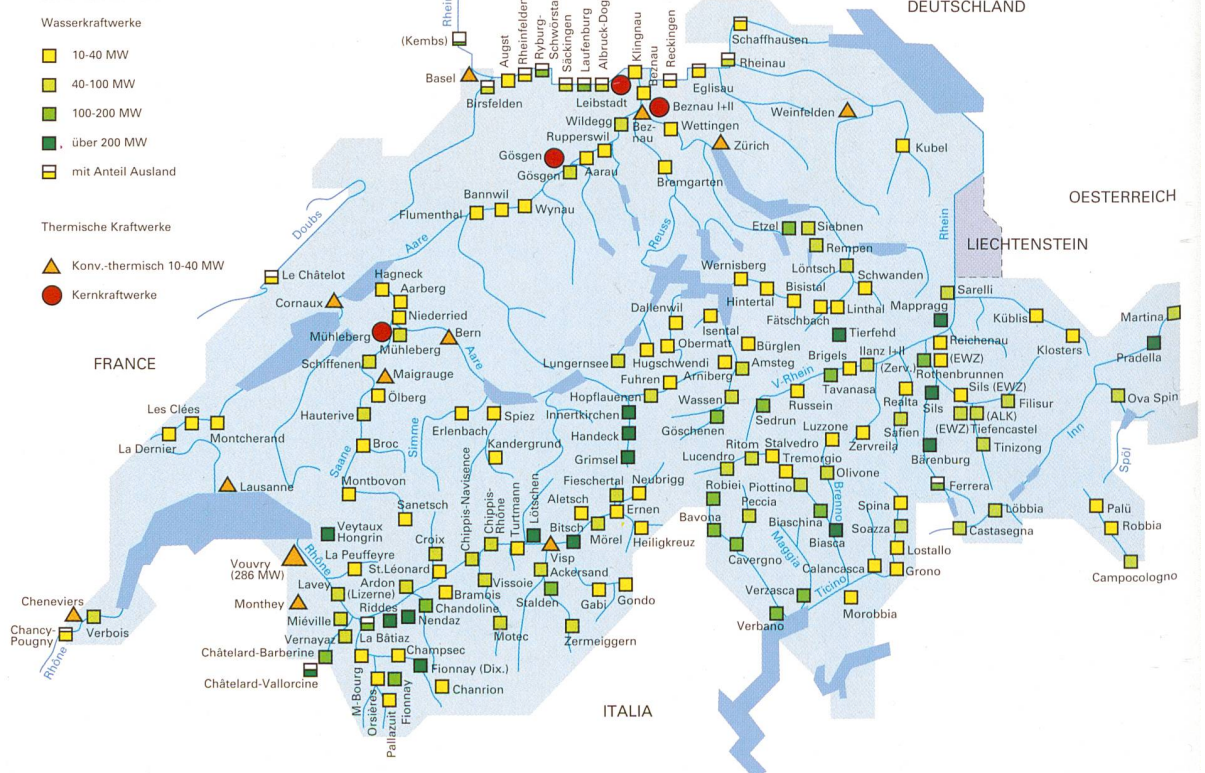 Wasserkraftwerke
10-40 MW
40-100 MW
100-200 MW
über 200 MW
mit Anteil Ausland
Thermische Kraftwerke
Konv.-thermisch 10-40 MW
Kernkraftwerke
DEUTSCHLAND
OESTERREICH
LIECHTENSTEIN
FRANCE
ITALIA
Rhein
(Kembs)
Basel
Birsfelden
Augst
Rheinfelden
Ryburg-
Schwörsta
Säckingen
Laufenburg
Albruck-Dog
Klingnau
Beznau
Reckingen
Schaffhausen
Rheinau
Eglisau
Leibstadt
Beznau I+II
Wildegg
Bez-
nau
Wettingen
Weinfelden
Rupperswil
Zürich
Kubel
Gösgen
Gösgen
Aarau
Bremgarten
Bannwil
Flumenthal
Wynau
Doubs
Aare
Reuss
Rhein
Etzel
Siebnen
Rempen
Le Châtelot
Hagneck
Aarberg
Cornaux
Niederried
Mühleberg
Mühleberg
Bern
Aare
Schiffenen
Maigrauge
Ölberg
Hauterive
Les Clées
La Dernier
Montcherand
Erlenbach
Spiez
Simme
Saane
Broc
Kandergrund
Montbovon
Lausanne
Sanetsch
Wernisberg
Löntsch
Schwanden
Hintertal
Bisistal
Fätschbach
Linthal
Mappragg
Sarelli
Dallenwil
Isental
Tierfehd
Küblis
Klosters
Martina
Pradella
Obermatt
Bürglen
Lungernsee
Hugschwendi
Amsteg
Arniberg
Fuhren
Brigels
Ilanz I+II
(Zerv.)
Reichenau
(EWZ)
Rothenbrunnen
V-Rhein
Tavanasa
Hopflauenen
Wassen
Russein
Realta
Sils
Sils (EWZ)
Filisur
Ova Spin
Innertkirchen
Sedrun
Göschenen
Safien
(ALK)
(EWZ)
Tiefencastel
Handeck
Grimsel
Luzzone
Zervreila
Bärenburg
Tinizong
Inn
Spöl
Lucendro
Ritom
Stalvedro
Tremorgio
Olivone
Ferrera
Fieschertal
Neubrigg
Robiei
Piottino
Peccia
Brenno
Spina
Löbbia
Palü
Aletsch
Ernen
Bavona
Biaschina
Soazza
Castasegna
Robbia
Bitsch
Mörel
Heiligkreuz
Biasca
Lostallo
Cavergno
Maggia
Calancasca
Grono
Campocologno
Veytaux
Hongrin
Croix
Chippis-Navisence
Chippis-
Rhône
Turtmann
Lötschen
Visp
La Peuffeyre
Rhône
Vouvry
(286 MW)
St.Léonard
Ackersand
Lavey
Ardon
(Lizerne)
Vissoie
Bramois
Stalden
Gabi
Gondo
Verzasca
Ticino
Morobbia
Verbano
Monthey
Riddes
Chandoline
Nendaz
Miéville
La Bâtiaz
Motec
Zermeiggern
Vernayaz
Châtelard-Barberine
Champsec
Fionnay (Dix.)
Châtelard-Vallorcine
Chanrion
M-Bourg
Orsières
Pallazuit
Fionnay
Cheneviers
Chancy-
Pougny
Verbois
Rhône